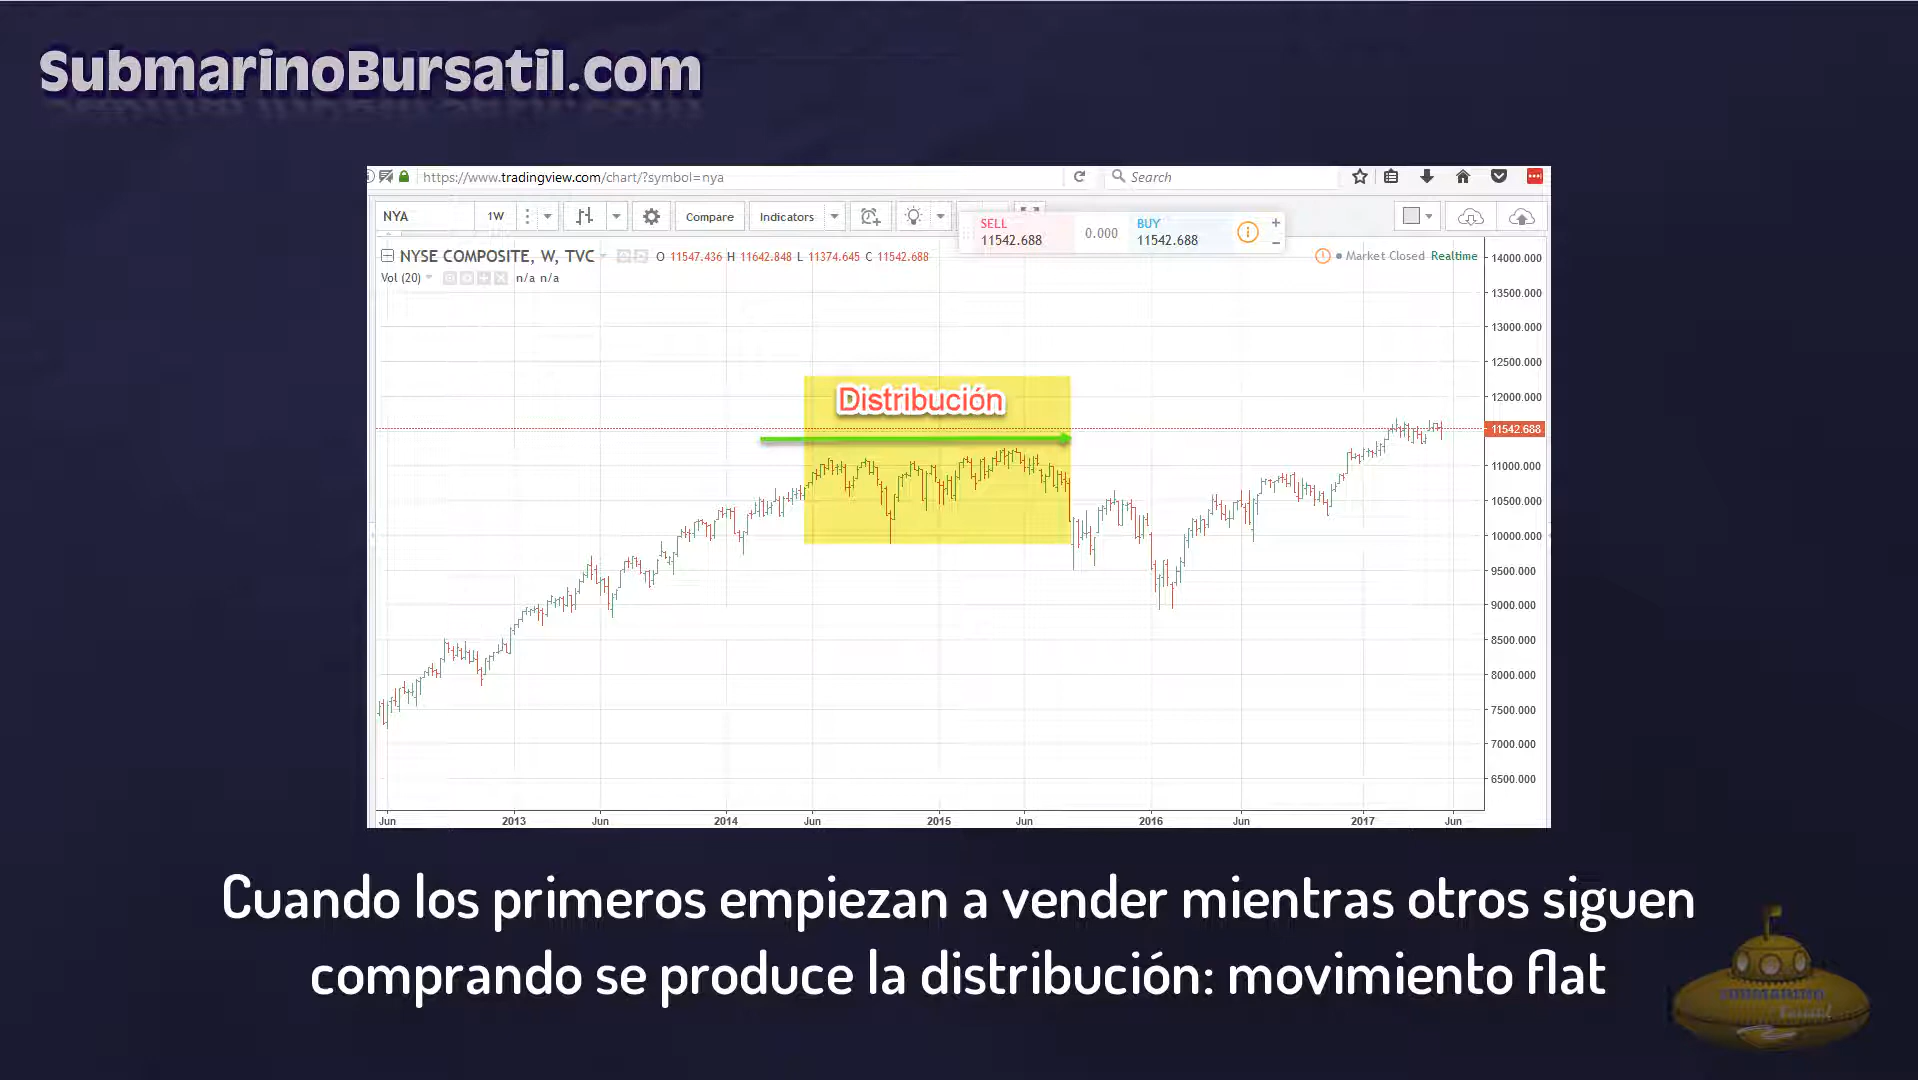 SubmarinoBursatil.com
https://www.tradingview.com/chart/?symbol=nya
Search
NYA
1W
Compare
Indicators
SELL
11542.688
0.000
BUY
11542.688
NYSE COMPOSITE, W, TVC
O 11547.436 H 11642.848 L 11374.645 C 11542.688
Market Closed Realtime
Vol (20)
n/a n/a
14000.000
13500.000
13000.000
12500.000
12000.000
11542.688
11000.000
10500.000
10000.000
9500.000
9000.000
8500.000
8000.000
7500.000
7000.000
6500.000
Distribución
Jun 2013 Jun 2014 Jun 2015 Jun 2016 Jun 2017 Jun
Cuando los primeros empiezan a vender mientras otros siguen
comprando se produce la distribución: movimiento flat
SUBMARINO
Bursatil